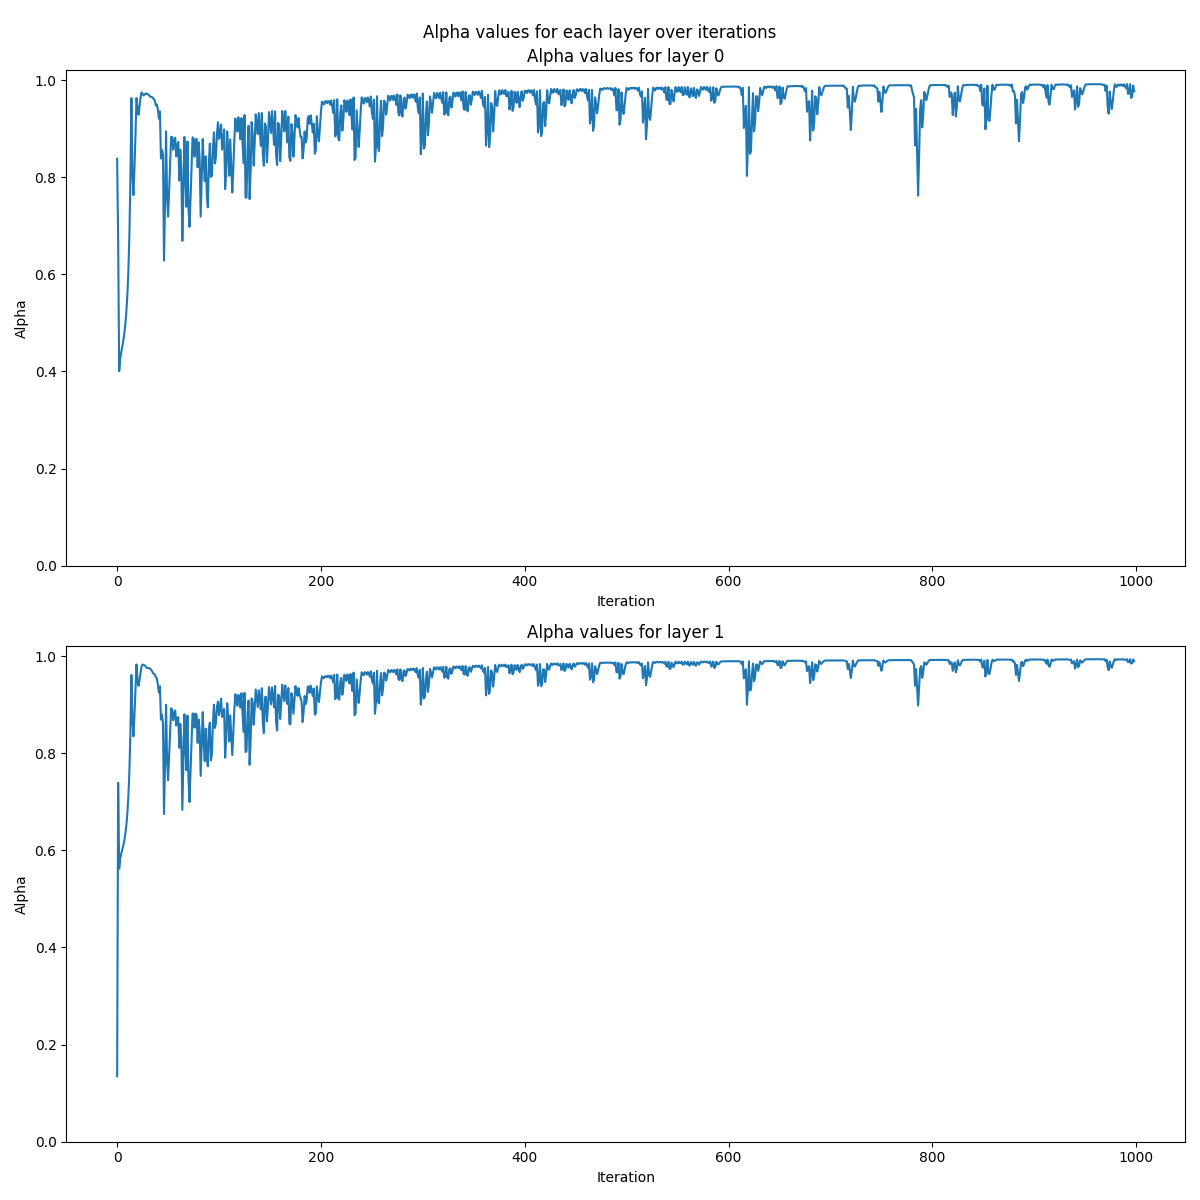 Alpha values for each layer over iterations
Alpha values for layer 0
1.0
0.8
0.6
0.4
0.2
0.0
Alpha
0 200 400 600 800 1000
Iteration
Alpha values for layer 1
1.0
0.8
0.6
0.4
0.2
0.0
Alpha
0 200 400 600 800 1000
Iteration